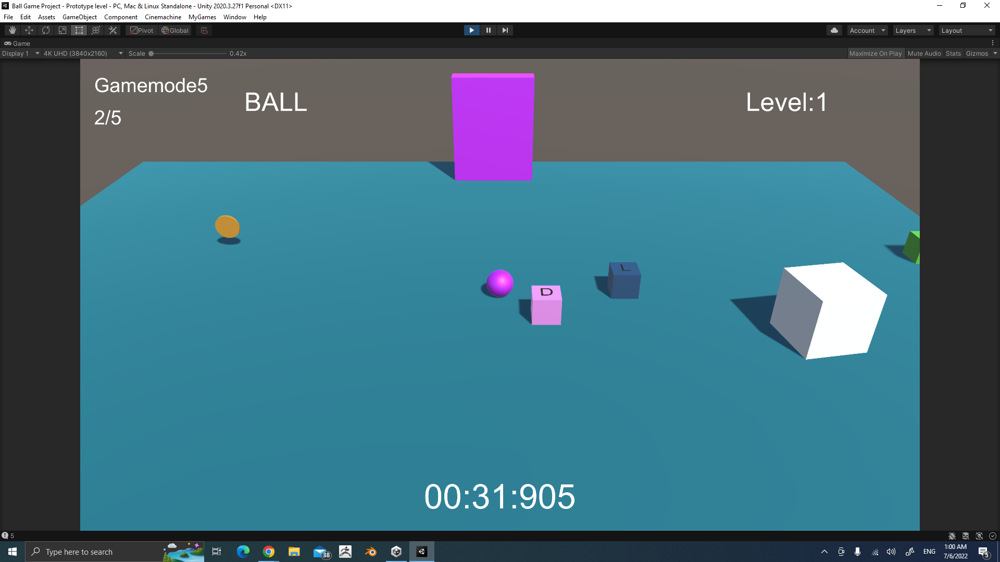 Ball Game Project - Prototype level - PC, Mac & Linux Standalone - Unity 2020.3.27f1 Personal <DX11>
File Edit Assets GameObject Component Cinemachine MyGames Window Help
Pivot Global Account Layers Layout
Game
Display 1 4K UHD (3840x2160) Scale 0.42x Maximize On Play Mute Audio Stats Gizmos
Gamemode5
BALL
Level:1
2/5
L
D
00:31:905
5
Type here to search
38
ENG
1:00 AM
7/6/2022
5